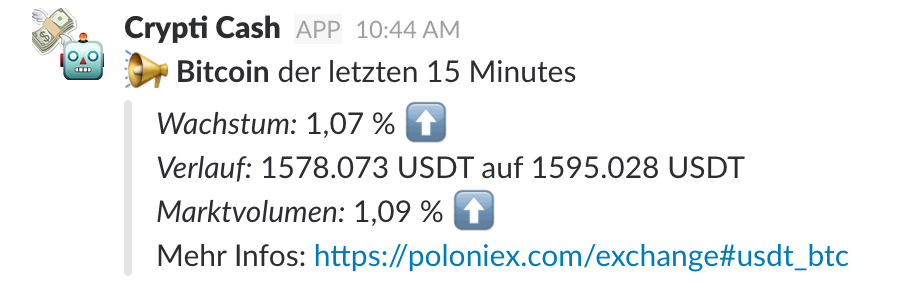 Crypti Cash APP 10:44 AM
Bitcoin der letzten 15 Minutes
Wachstum: 1,07 %
Verlauf: 1578.073 USDT auf 1595.028 USDT
Marktvolumen: 1,09 %
Mehr Infos: https://poloniex.com/exchange#usdt_btc